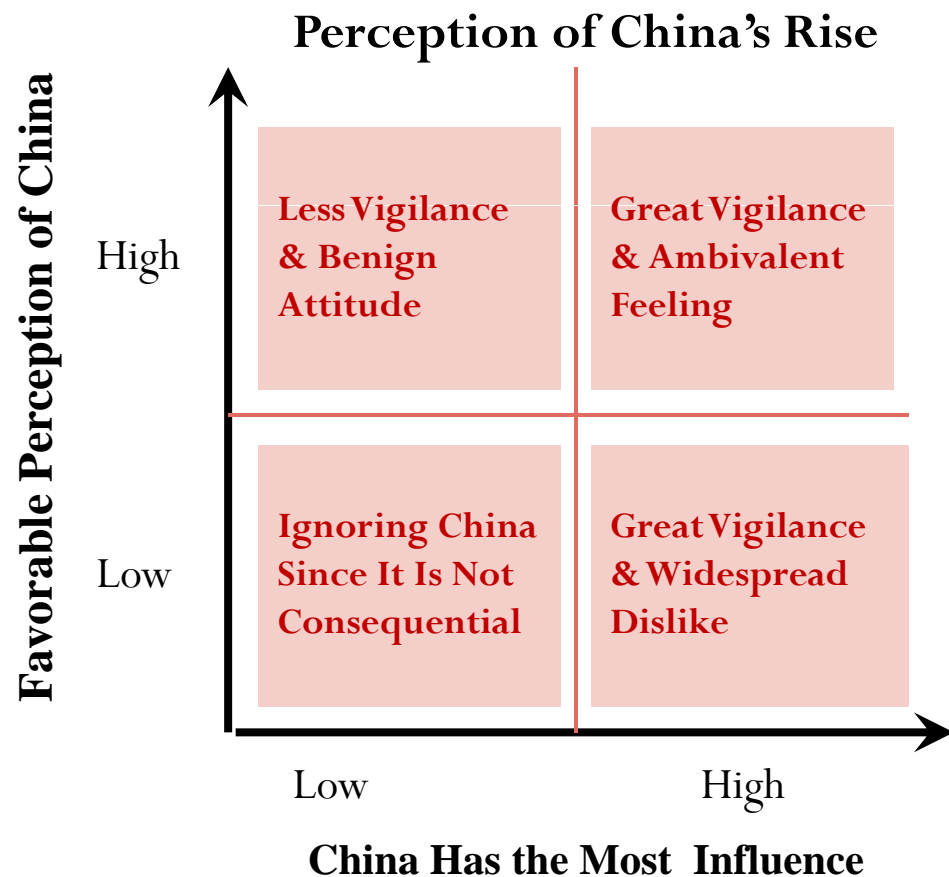 Perception of China’s Rise
Favorable Perception of China
High
Less Vigilance
& Benign
Attitude
Great Vigilance
& Ambivalent
Feeling
Low
Ignoring China
Since It Is Not
Consequential
Great Vigilance
& Widespread
Dislike
Low
High
China Has the Most Influence